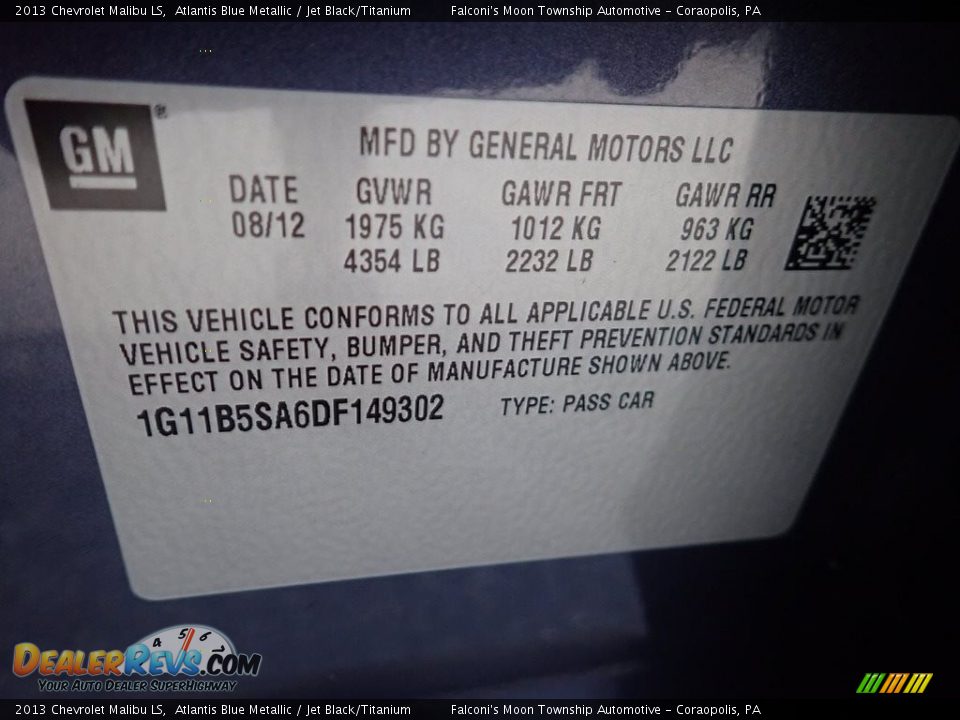 2013 Chevrolet Malibu LS, Atlantis Blue Metallic / Jet Black/Titanium Falconi's Moon Township Automotive - Coraopolis, PA
GM ®
MFD BY GENERAL MOTORS LLC
DATE GVWR GAWR FRT GAWR RR
08/12 1975 KG 1012 KG 963 KG
4354 LB 2232 LB 2122 LB
THIS VEHICLE CONFORMS TO ALL APPLICABLE U.S. FEDERAL MOTOR
VEHICLE SAFETY, BUMPER, AND THEFT PREVENTION STANDARDS IN
EFFECT ON THE DATE OF MANUFACTURE SHOWN ABOVE.
1G11B5SA6DF149302 TYPE: PASS CAR
4 5 6
DEALERREVS.COM
YOUR AUTO DEALER SUPERHIGHWAY
2013 Chevrolet Malibu LS, Atlantis Blue Metallic / Jet Black/Titanium Falconi's Moon Township Automotive - Coraopolis, PA